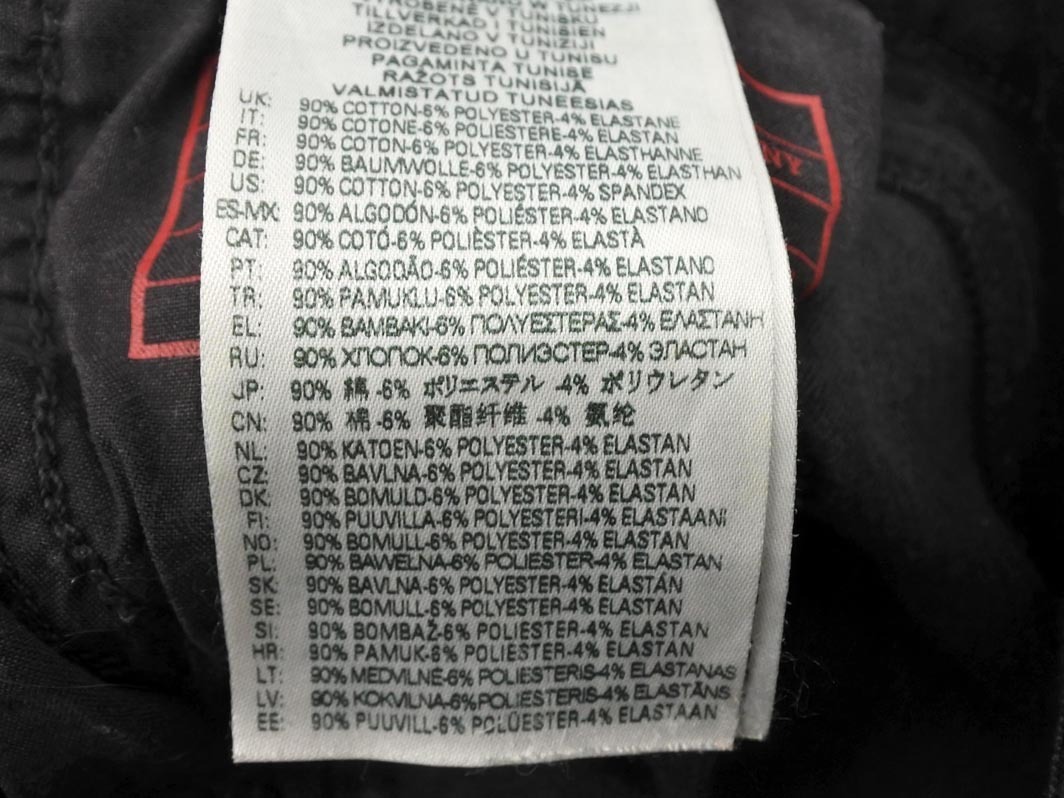 W TUNEZJI
VYROBENÉ V TUNISKU
TILLVERKAD I TUNISIEN
IZDELANO V TUNIZIJI
PROIZVEDENO U TUNISU
PAGAMINTA TUNISE
RAŽOTS TUNISIJĀ
VALMISTATUD TUNEESIAS
UK: 90% COTTON-6% POLYESTER-4% ELASTANE
IT: 90% COTONE-6% POLIESTERE-4% ELASTAN
FR: 90% COTON-6% POLYESTER-4% ELASTHANNE
DE: 90% BAUMWOLLE-6% POLYESTER-4% ELASTHAN
US: 90% COTTON-6% POLYESTER-4% SPANDEX
ES-MX: 90% ALGODÓN-6% POLIÉSTER-4% ELASTANO
CAT: 90% COTÓ-6% POLIÈSTER-4% ELASTÀ
PT: 90% ALGODÃO-6% POLIÉSTER-4% ELASTANO
TR: 90% PAMUKLU-6% POLYESTER-4% ELASTAN
EL: 90% ΒΑΜΒΑΚΙ-6% ΠΟΛΥΕΣΤΕΡΑΣ-4% ΕΛΑΣΤΑΝΗ
RU: 90% ХЛОПОК-6% ПОЛИЭСТЕР-4% ЭЛАСТАН
JP: 90% 綿 -6% ポリエステル -4% ポリウレタン
CN: 90% 棉 -6% 聚酯纤维 -4% 氨纶
NL: 90% KATOEN-6% POLYESTER-4% ELASTAN
CZ: 90% BAVLNA-6% POLYESTER-4% ELASTAN
DK: 90% BOMULD-6% POLYESTER-4% ELASTAN
FI: 90% PUUVILLA-6% POLYESTERI-4% ELASTAANI
NO: 90% BOMULL-6% POLYESTER-4% ELASTAN
PL: 90% BAWEŁNA-6% POLIESTER-4% ELASTAN
SK: 90% BAVLNA-6% POLYESTER-4% ELASTÁN
SE: 90% BOMULL-6% POLYESTER-4% ELASTAN
SI: 90% BOMBAŽ-6% POLIESTER-4% ELASTAN
HR: 90% PAMUK-6% POLIESTER-4% ELASTAN
LT: 90% MEDVILNĖ-6% POLIESTERIS-4% ELASTANAS
LV: 90% KOKVILNA-6% POLIESTERIS-4% ELASTĀNS
EE: 90% PUUVILL-6% POLÜESTER-4% ELASTAAN